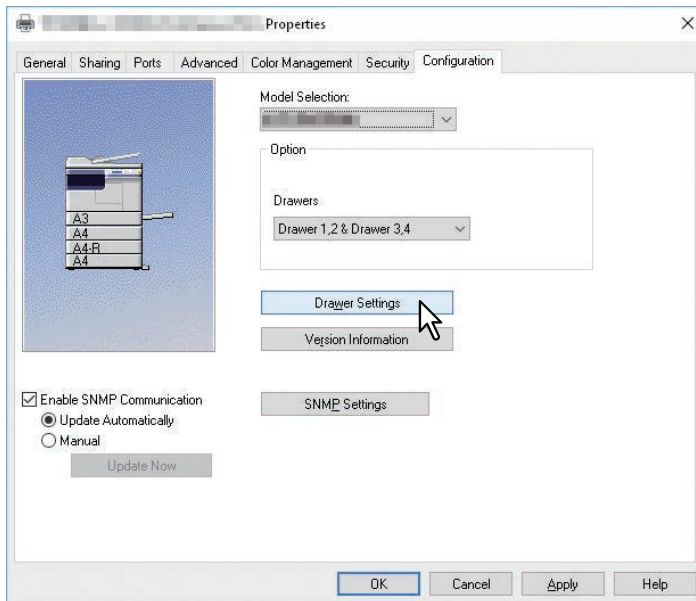 Properties
General Sharing Ports Advanced Color Management Security Configuration
Model Selection:
Option
Drawers
Drawer 1,2 & Drawer 3,4
A3
A4
A4-R
A4
Drawer Settings
Version Information
Enable SNMP Communication
SNMP Settings
Update Automatically
Manual
Update Now
OK Cancel Apply Help